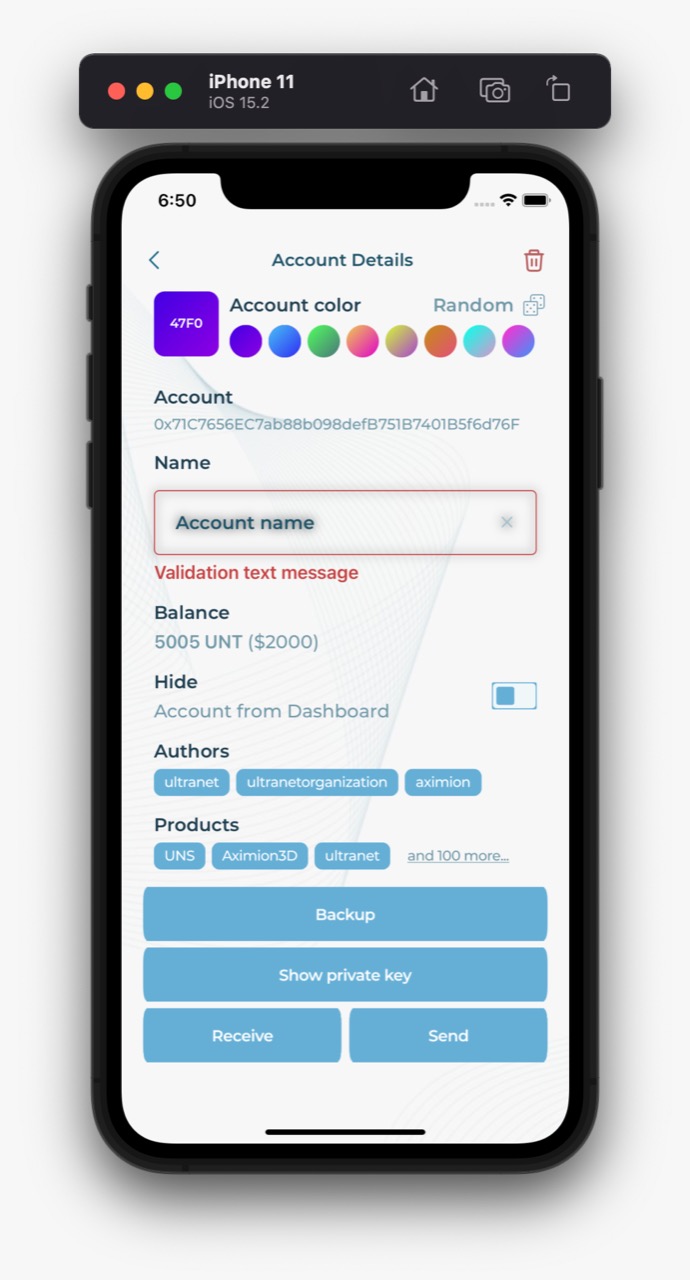 iPhone 11
iOS 15.2
6:50
Account Details
47F0
Account color
Random
Account
0x71C7656EC7ab88b098defB751B7401B5f6d76F
Name
Account name
Validation text message
Balance
5005 UNT ($2000)
Hide
Account from Dashboard
Authors
ultranet ultranetorganization aximion
Products
UNS Aximion3D ultranet and 100 more...
Backup
Show private key
Receive Send